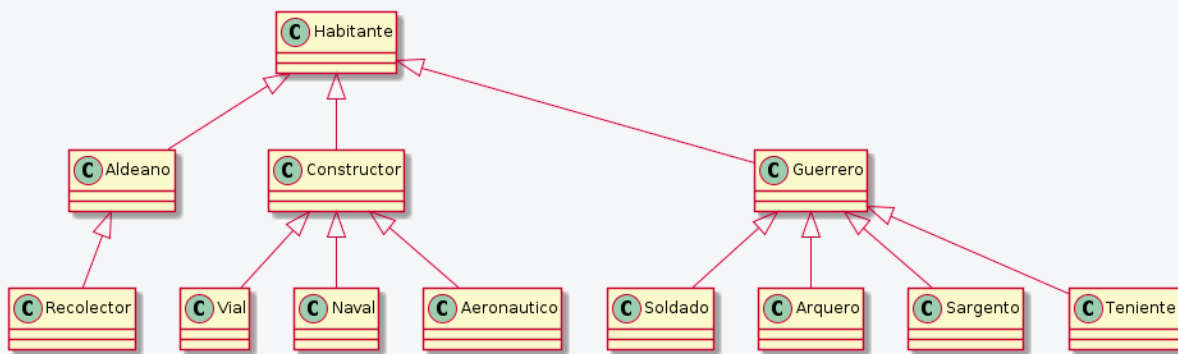 C Habitante
C Aldeano
C Constructor
C Guerrero
C Recolector
C Vial
C Naval
C Aeronautico
C Soldado
C Arquero
C Sargento
C Teniente